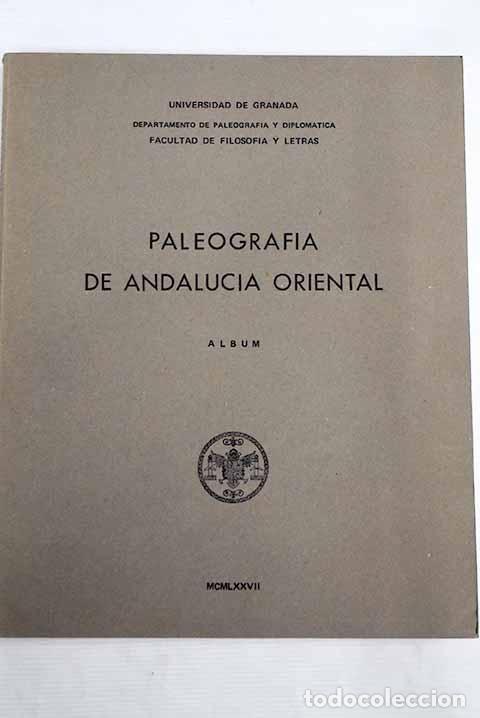 UNIVERSIDAD DE GRANADA
DEPARTAMENTO DE PALEOGRAFIA Y DIPLOMATICA
FACULTAD DE FILOSOFIA Y LETRAS
PALEOGRAFIA
DE ANDALUCIA ORIENTAL
ALBUM
MCMLXXVII
todocoleccion